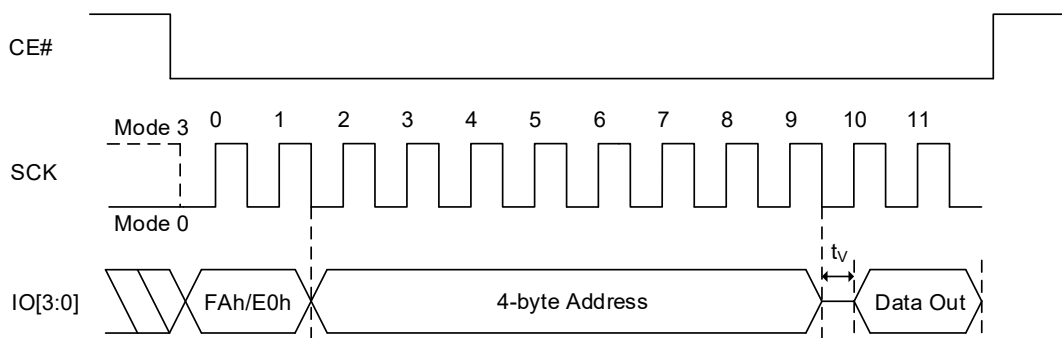 CE#
Mode 3
0 1 2 3 4 5 6 7 8 9 10 11
SCK
Mode 0
tV
IO[3:0] FAh/E0h 4-byte Address Data Out